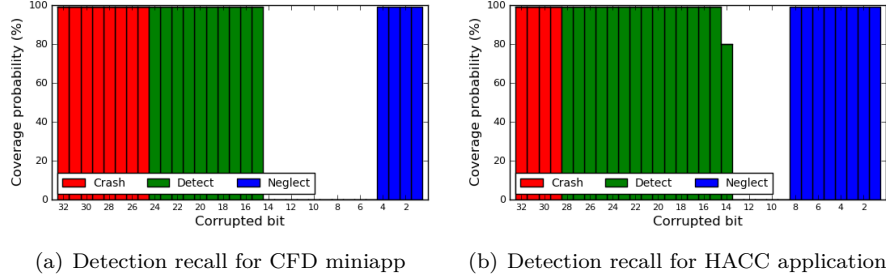 100
80
60
40
20
0
Coverage probability (%)
Crash
Detect
Neglect
32 30 28 26 24 22 20 18 16 14 12 10 8 6 4 2
Corrupted bit
(a) Detection recall for CFD miniapp
100
80
60
40
20
0
Coverage probability (%)
Crash
Detect
Neglect
32 30 28 26 24 22 20 18 16 14 12 10 8 6 4 2
Corrupted bit
(b) Detection recall for HACC application